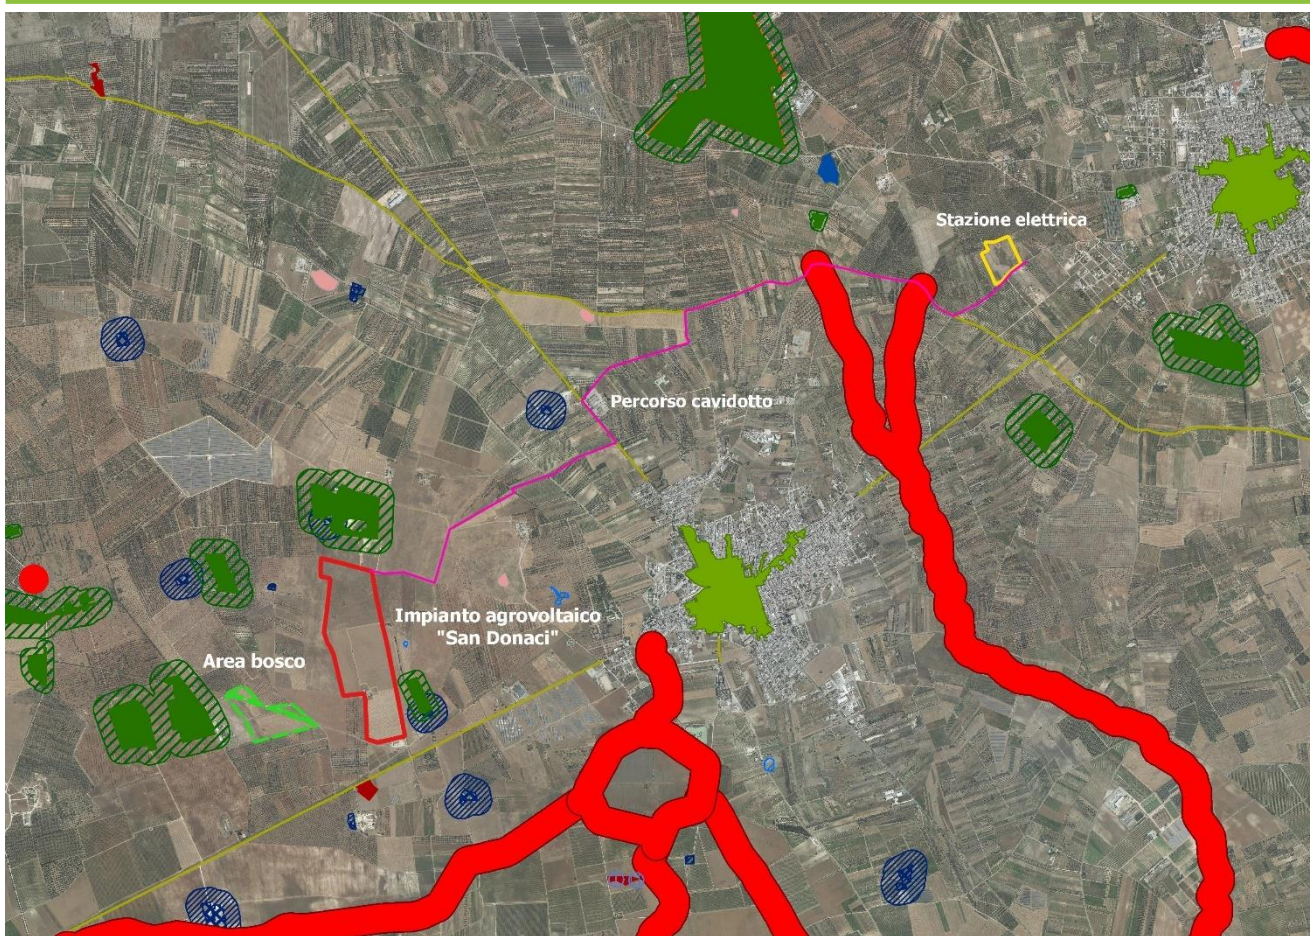 Stazione elettrica
Percorso cavidotto
Impianto agrovoltaico
"San Donaci"
Area bosco